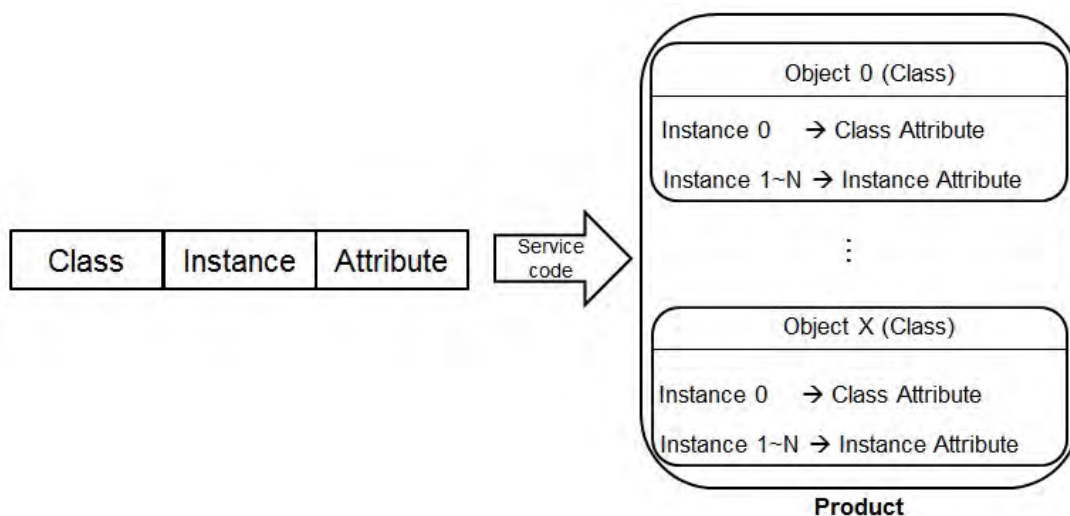 Class Instance Attribute
Service
code
Object 0 (Class)
Instance 0 → Class Attribute
Instance 1~N → Instance Attribute
⋮
Object X (Class)
Instance 0 → Class Attribute
Instance 1~N → Instance Attribute
Product